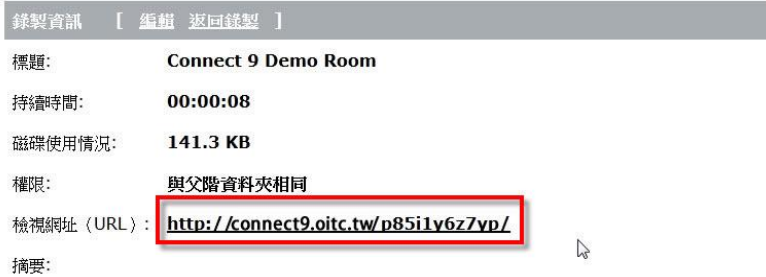 錄製資訊 [ 編輯 返回錄製 ]
標題: Connect 9 Demo Room
持續時間: 00:00:08
磁碟使用情況: 141.3 KB
權限: 與父階資料夾相同
檢視網址（URL）: http://connect9.oitc.tw/p85i1y6z7yp/
摘要: